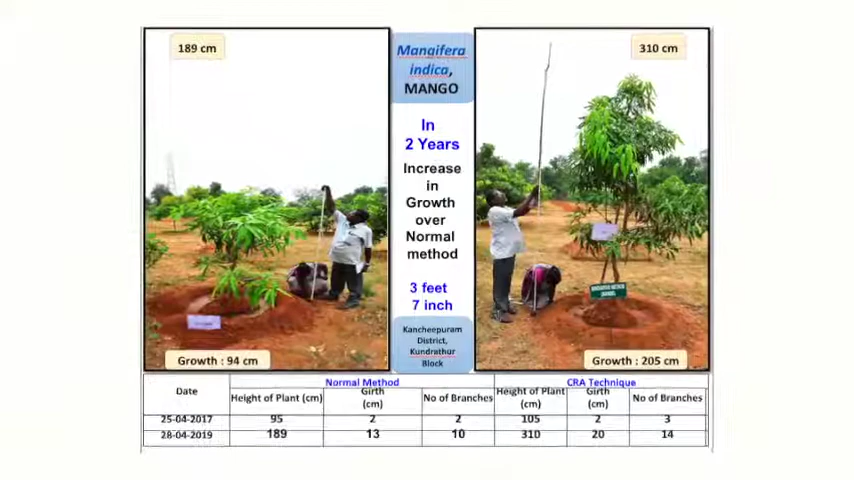 189 cm
Growth : 94 cm
Mangifera
indica,
MANGO
In
2 Years
Increase
in
Growth
over
Normal
method
3 feet
7 inch
Kancheepuram
District,
Kundrathur
Block
310 cm
Growth : 205 cm
Date Normal Method CRA Technique
Height of Plant (cm) Girth (cm) No of Branches Height of Plant (cm) Girth (cm) No of Branches
25-04-2017 95 2 2 105 2 3
28-04-2019 189 13 10 310 20 14